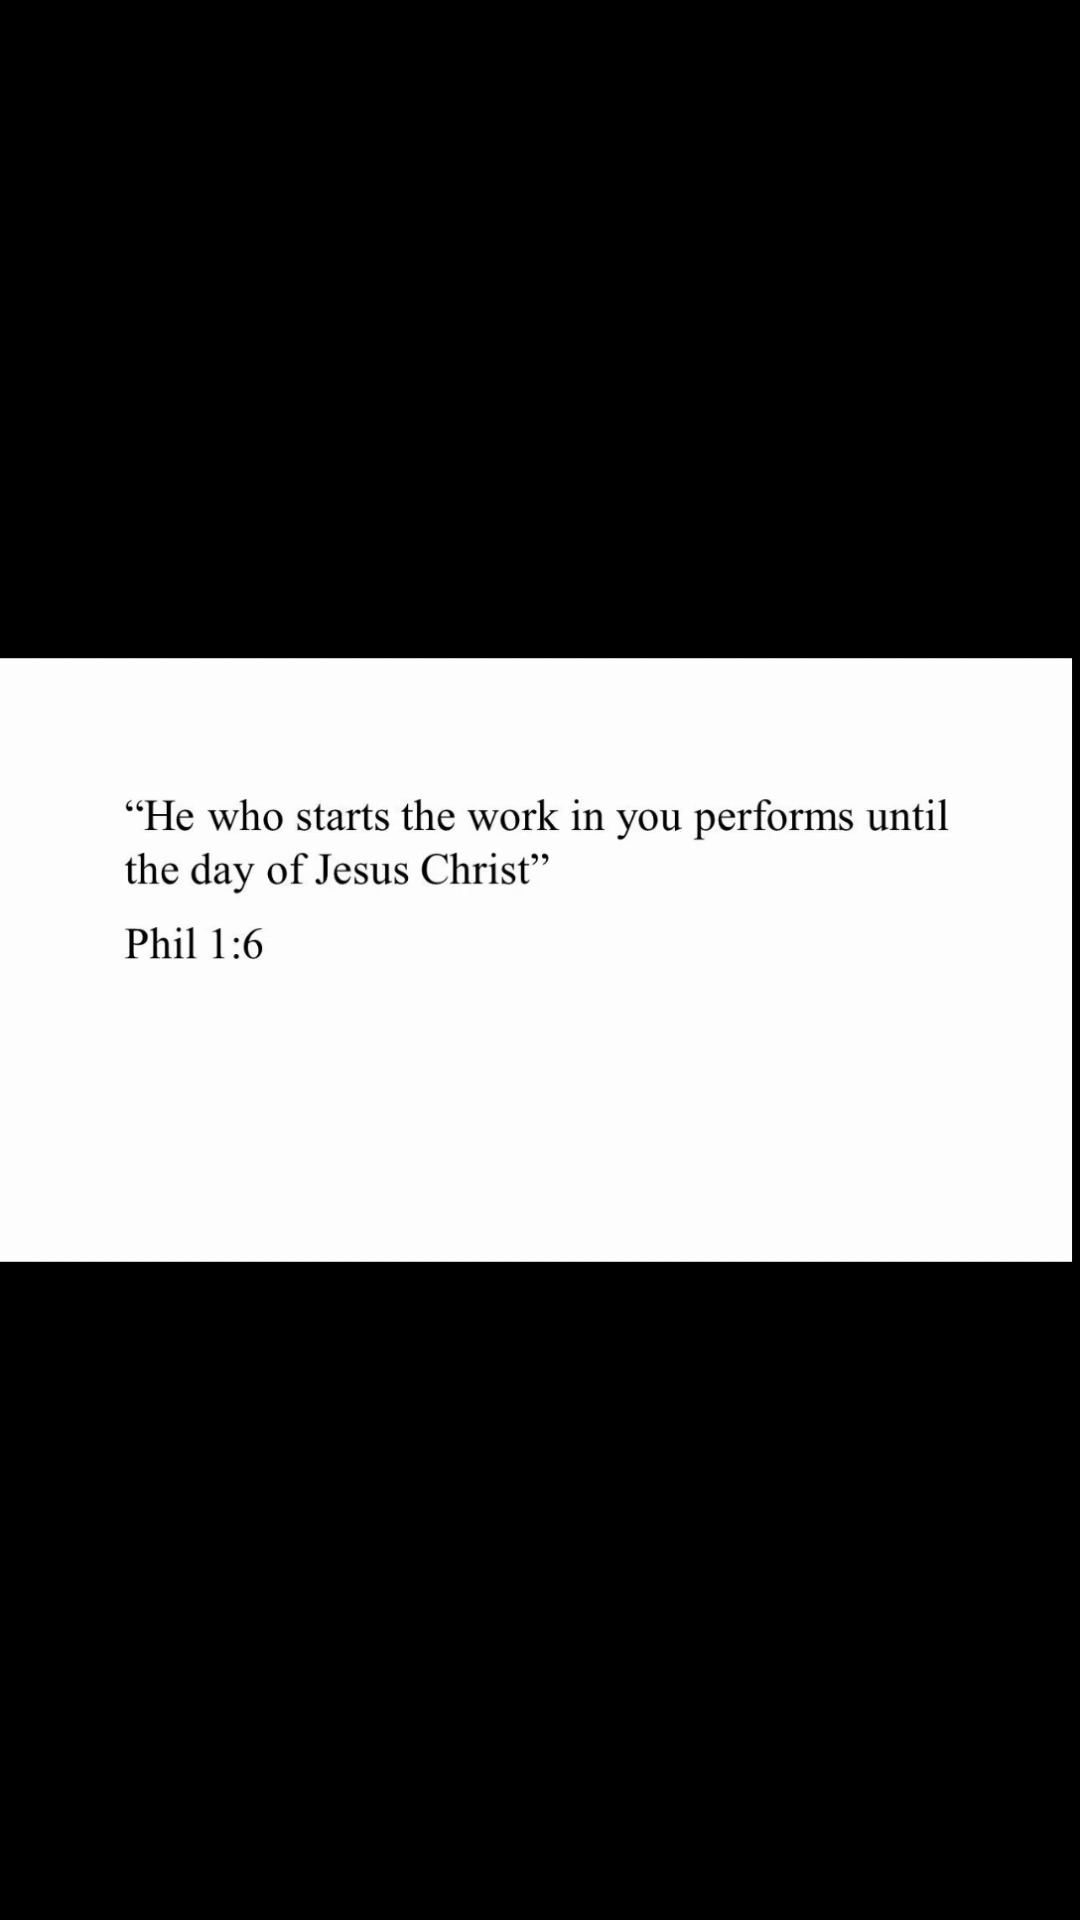 “He who starts the work in you performs until
the day of Jesus Christ”
Phil 1:6